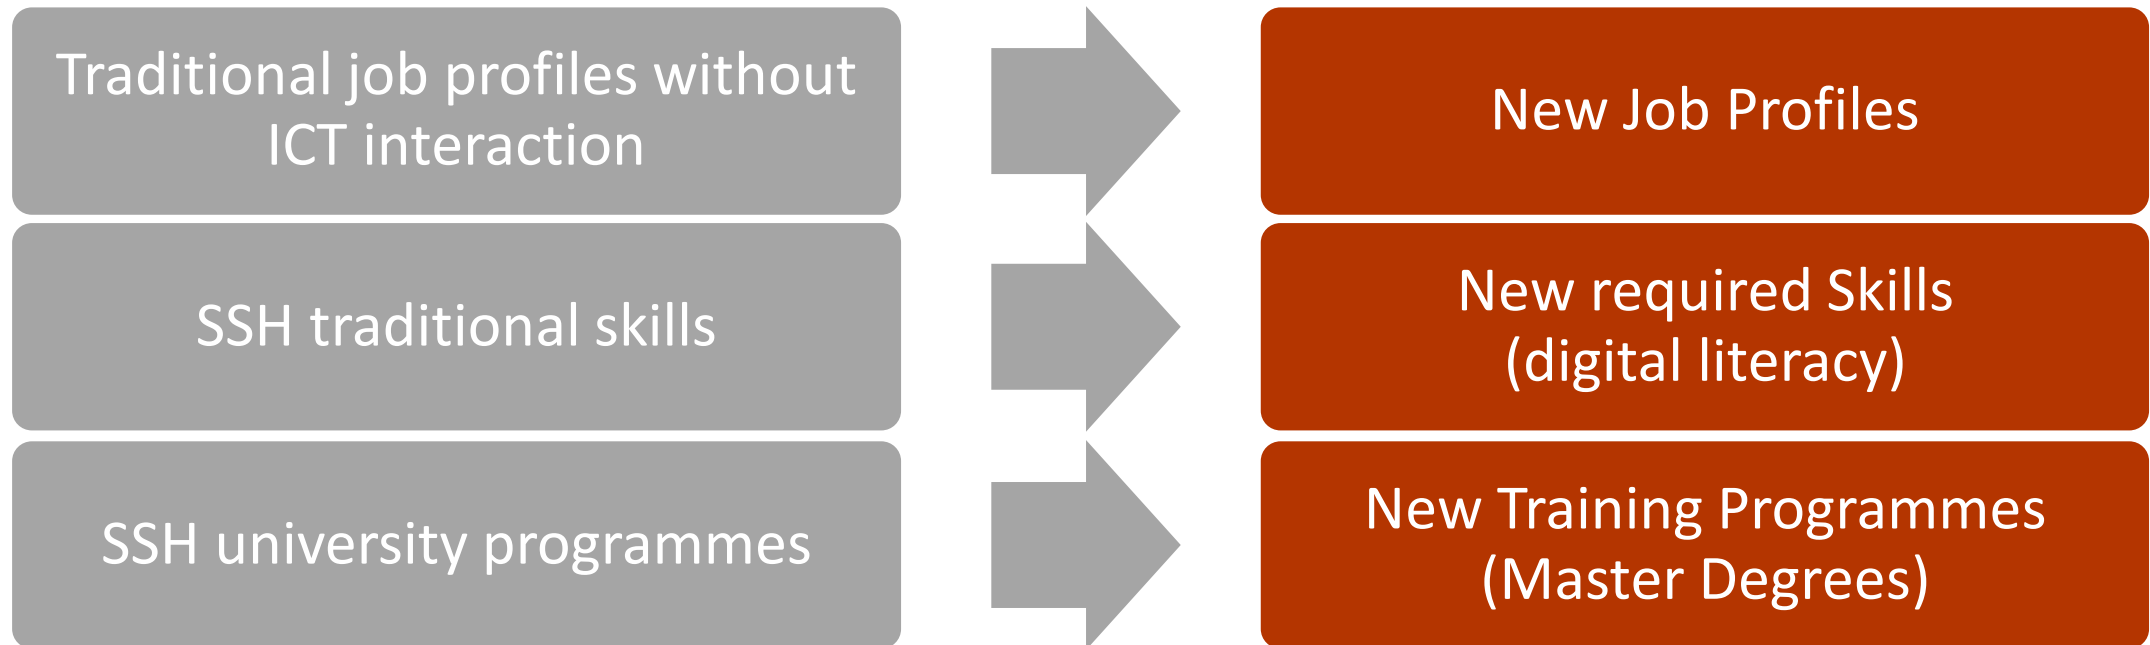 Traditional job profiles without
ICT interaction
New Job Profiles
SSH traditional skills
New required Skills
(digital literacy)
SSH university programmes
New Training Programmes
(Master Degrees)